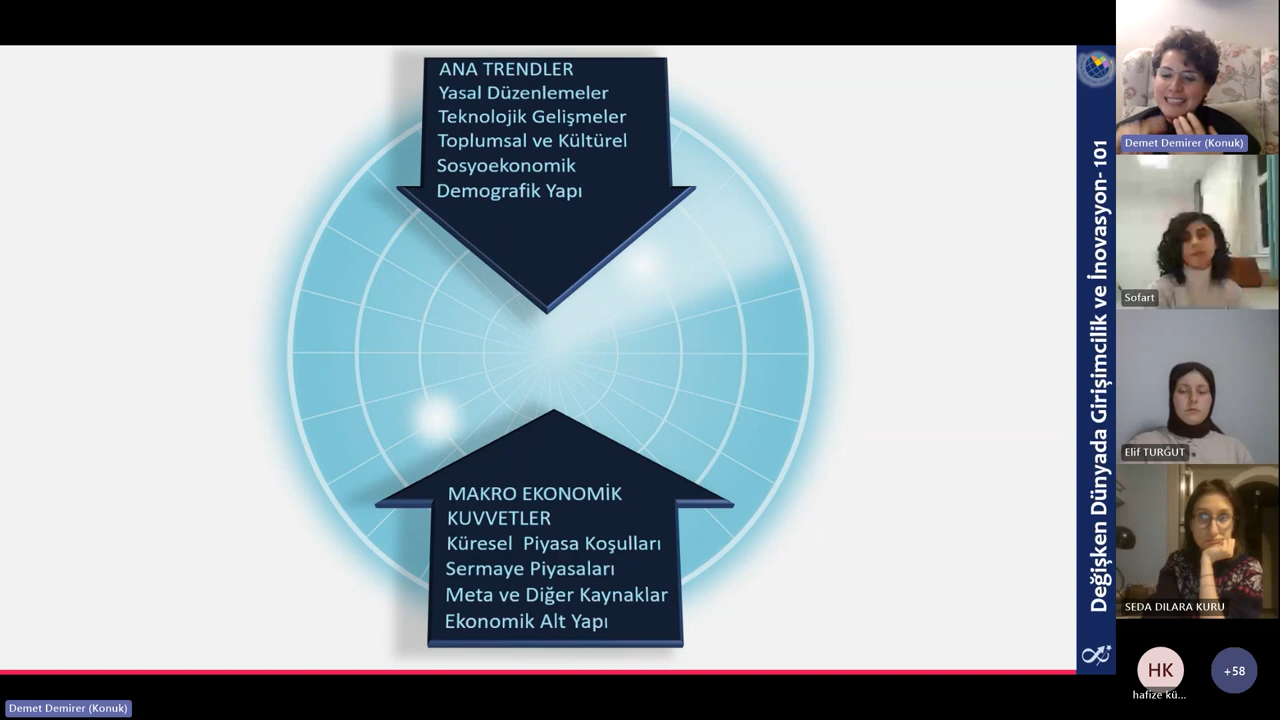 ANA TRENDLER
Yasal Düzenlemeler
Teknolojik Gelişmeler
Toplumsal ve Kültürel
Sosyoekonomik
Demografik Yapı
MAKRO EKONOMİK
KUVVETLER
Küresel  Piyasa Koşulları
Sermaye Piyasaları
Meta ve Diğer Kaynaklar
Ekonomik Alt Yapı
Değişken Dünyada Girişimcilik ve İnovasyon- 101
Demet Demirer (Konuk)
Sofart
Elif TURĞUT
SEDA DILARA KURU
HK
hafize kü...
+58
Demet Demirer (Konuk)